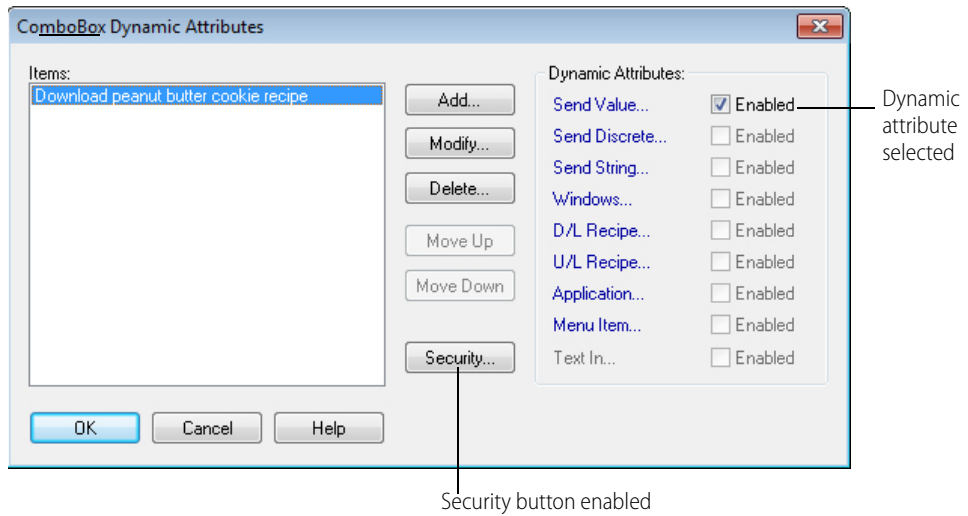 ComboBox Dynamic Attributes
Items:
Download peanut butter cookie recipe
Add...
Modify...
Delete...
Move Up
Move Down
Security...
OK
Cancel
Help
Dynamic Attributes:
Send Value... Enabled
Send Discrete... Enabled
Send String... Enabled
Windows... Enabled
D/L Recipe... Enabled
U/L Recipe... Enabled
Application... Enabled
Menu Item... Enabled
Text In... Enabled
Dynamic
attribute
selected
Security button enabled